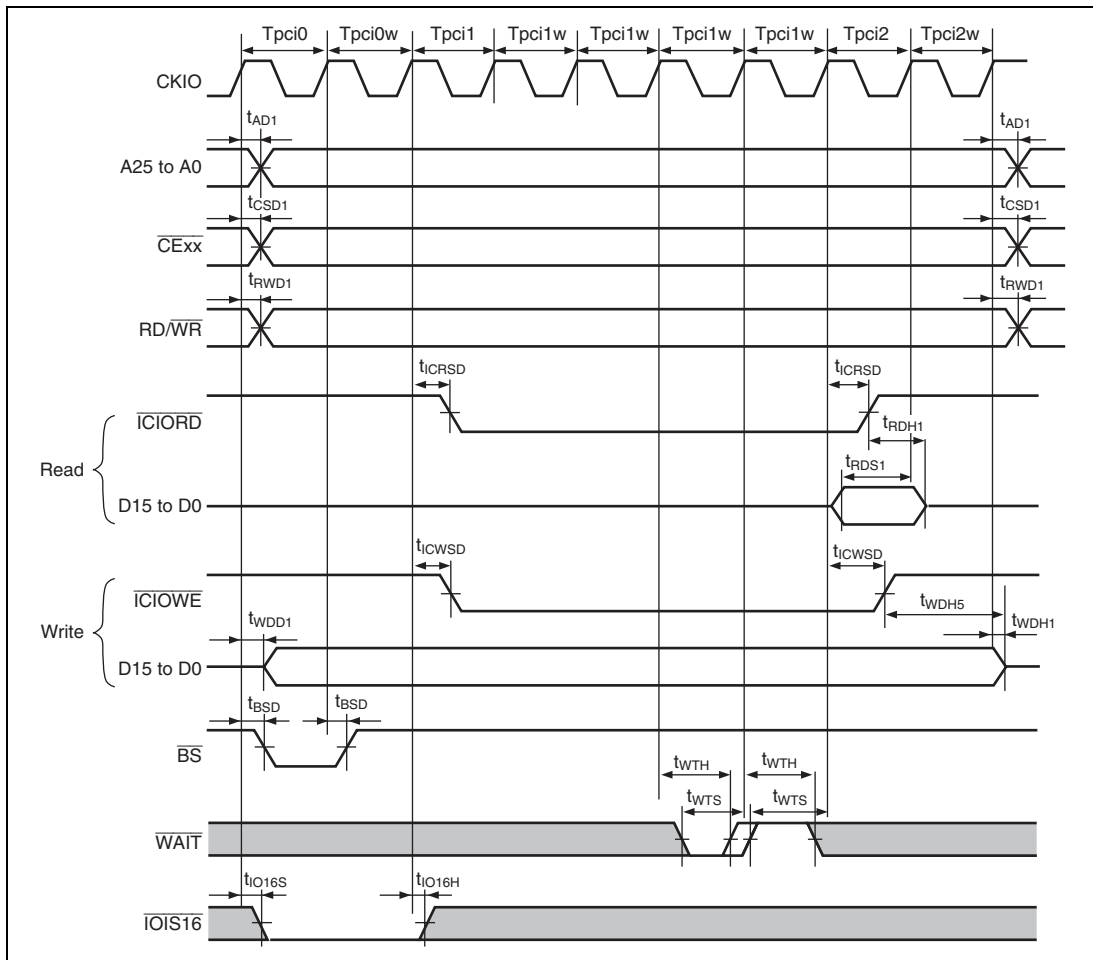 Tpci0 Tpci0w Tpci1 Tpci1w Tpci1w Tpci1w Tpci1w Tpci2 Tpci2w
CKIO
tAD1 tAD1
A25 to A0
tCSD1 tCSD1
CExx
tRWD1 tRWD1
RD/WR
tICRSD tICRSD
ICIORD
tRDH1
Read
tRDS1
D15 to D0
tICWSD tICWSD
ICIOWE
tWDH5
Write
tWDD1 tWDH1
D15 to D0
tBSD tBSD
BS
tWTH tWTH
tWTS tWTS
WAIT
tIO16S tIO16H
IOIS16